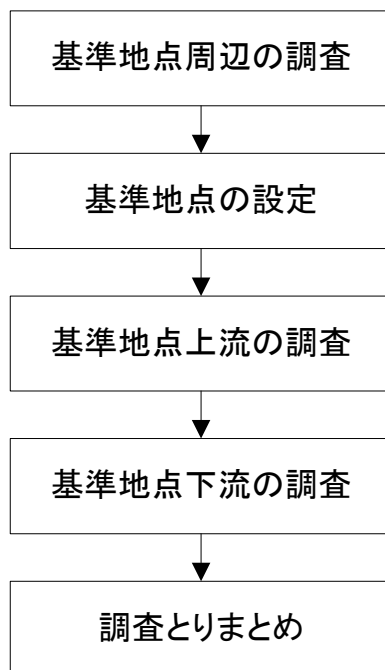 基準地点周辺の調査
基準地点の設定
基準地点上流の調査
基準地点下流の調査
調査とりまとめ